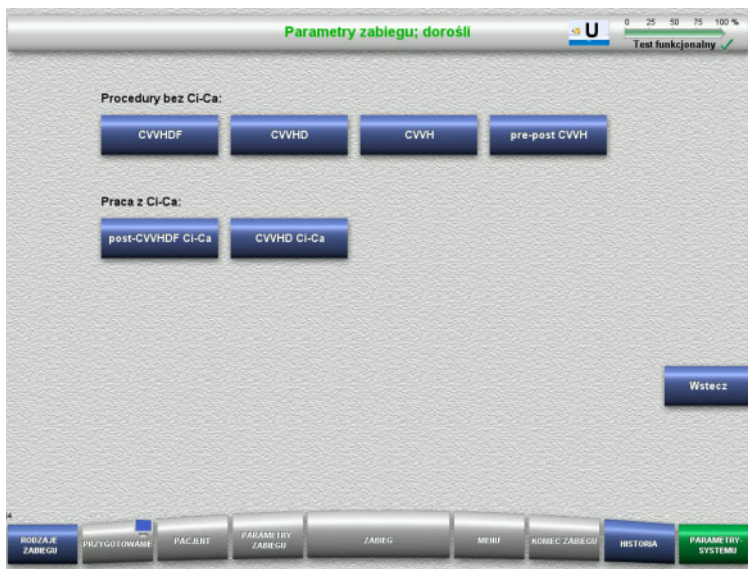 Parametry zabiegu; dorośli
U
0 25 50 75 100 %
Test funkcjonalny
Procedury bez Ci-Ca:
CVVHDF
CVVHD
CVVH
pre-post CVVH
Praca z Ci-Ca:
post-CVVHDF Ci-Ca
CVVHD Ci-Ca
Wstecz
RODZAJE
ZABIEGU
PRZYGOTOWANIE
PACJENT
PARAMETRY
ZABIEGU
ZABIEG
MENU
KONIEC ZABIEGU
HISTORIA
PARAMETRY-
SYSTEMU